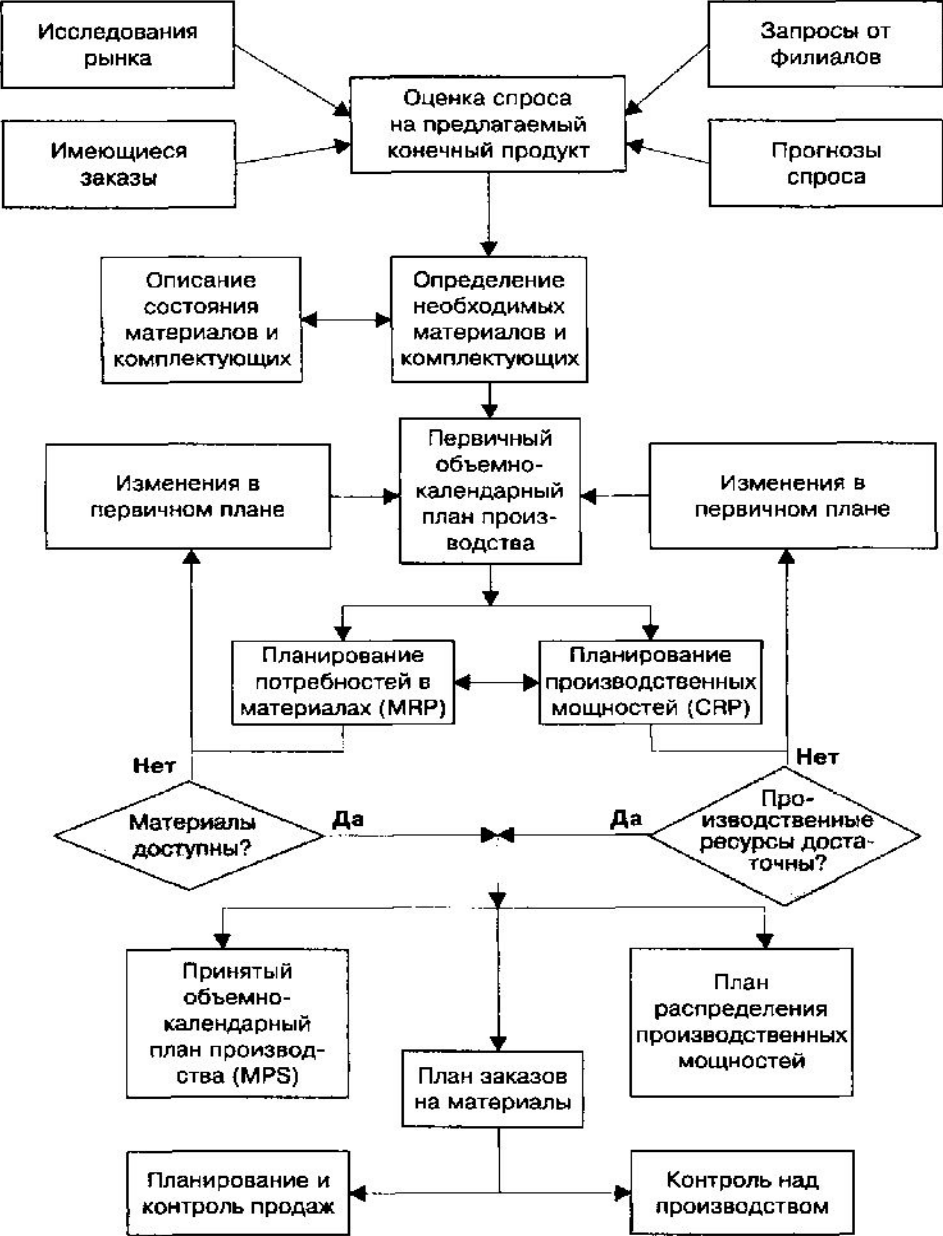 Исследования
рынка
Запросы от
филиалов
Оценка спроса
на предлагаемый
конечный продукт
Имеющиеся
заказы
Прогнозы
спроса
Описание
состояния
материалов и
комплектующих
Определение
необходимых
материалов и
комплектующих
Изменения в
первичном плане
Первичный
объемно-
календарный
план произ-
водства
Изменения в
первичном плане
Планирование
потребностей в
материалах (MRP)
Планирование
производственных
мощностей (CRP)
Нет
Нет
Материалы
доступны?
Да
Да
Про-
изводственные
ресурсы доста-
точны?
Принятый
объемно-
календарный
план производ-
ства (MPS)
План заказов
на материалы
План
распределения
производственных
мощностей
Планирование и
контроль продаж
Контроль над
производством